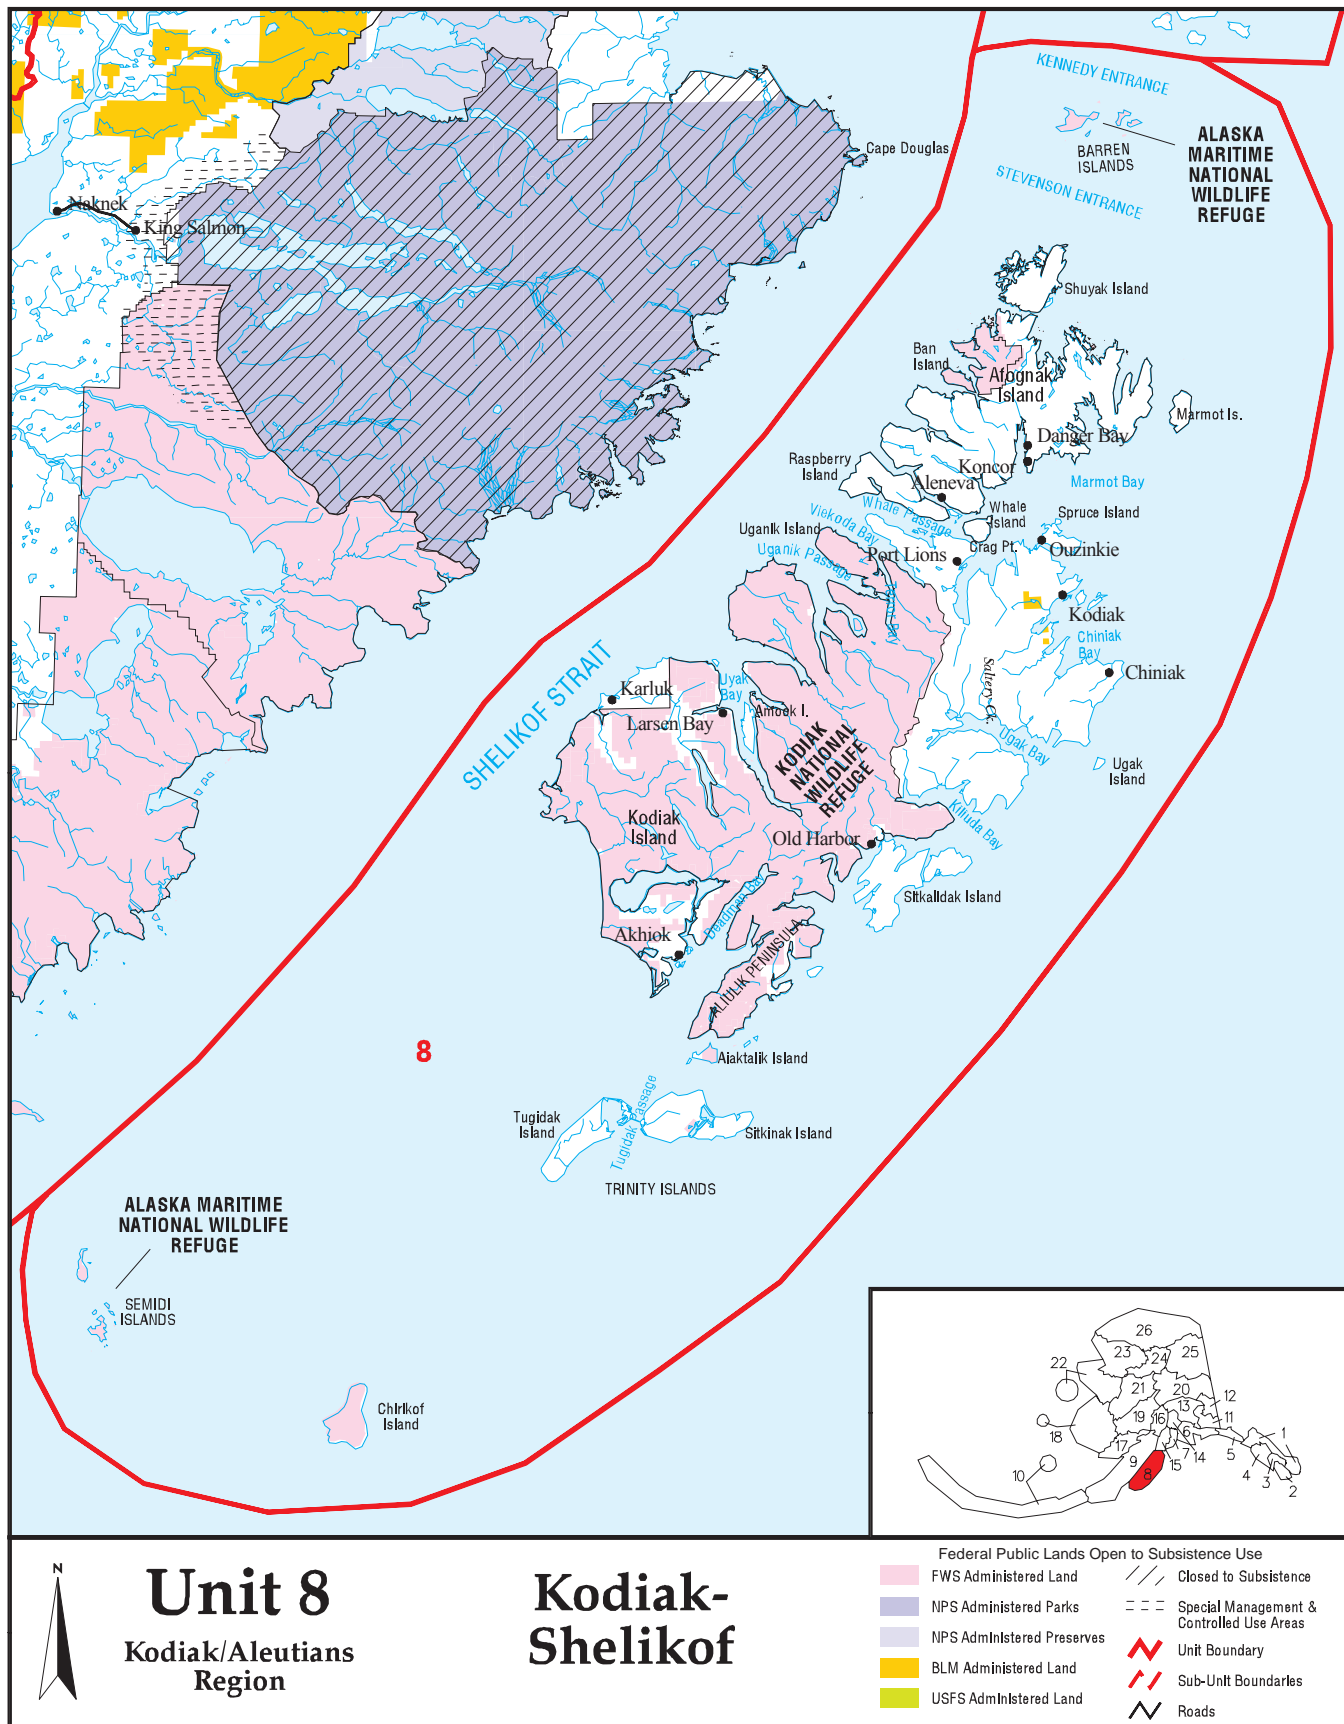 KENNEDY ENTRANCE
ALASKA
MARITIME
NATIONAL
WILDLIFE
REFUGE
BARREN
ISLANDS
STEVENSON ENTRANCE
Cape Douglas
Naknek
King Salmon
Shuyak Island
Ban
Island
Afognak
Island
Marmot Is.
Danger Bay
Koncor
Raspberry
Island
Aleneva
Marmot Bay
Whale Passage
Whale
Island
Spruce Island
Viekoda Bay
Uganik Island
Uganik Passage
Port Lions
Crag Pt.
Ouzinkie
Terror Bay
Kodiak
Chiniak
Bay
Chiniak
Saltery Ck.
SHELIKOF STRAIT
Karluk
Uyak
Bay
Larsen Bay
Amook I.
KODIAK
NATIONAL
WILDLIFE
REFUGE
Ugak Bay
Ugak
Island
Kodiak
Island
Old Harbor
Kiliuda Bay
Sitkalidak Island
Deadman Bay
Akhiok
ALIULIK PENINSULA
8
Aiaktalik Island
Tugidak
Island
Tugidak Passage
Sitkinak Island
TRINITY ISLANDS
ALASKA MARITIME
NATIONAL WILDLIFE
REFUGE
SEMIDI
ISLANDS
Chirikof
Island
26
23
24
25
22
21
20
12
13
19
16
11
18
6
1
17
9
7
14
5
15
4
3
10
8
2
N
Unit 8
Kodiak/Aleutians
Region
Kodiak-
Shelikof
Federal Public Lands Open to Subsistence Use
FWS Administered Land
NPS Administered Parks
NPS Administered Preserves
BLM Administered Land
USFS Administered Land
Closed to Subsistence
Special Management &
Controlled Use Areas
Unit Boundary
Sub-Unit Boundaries
Roads